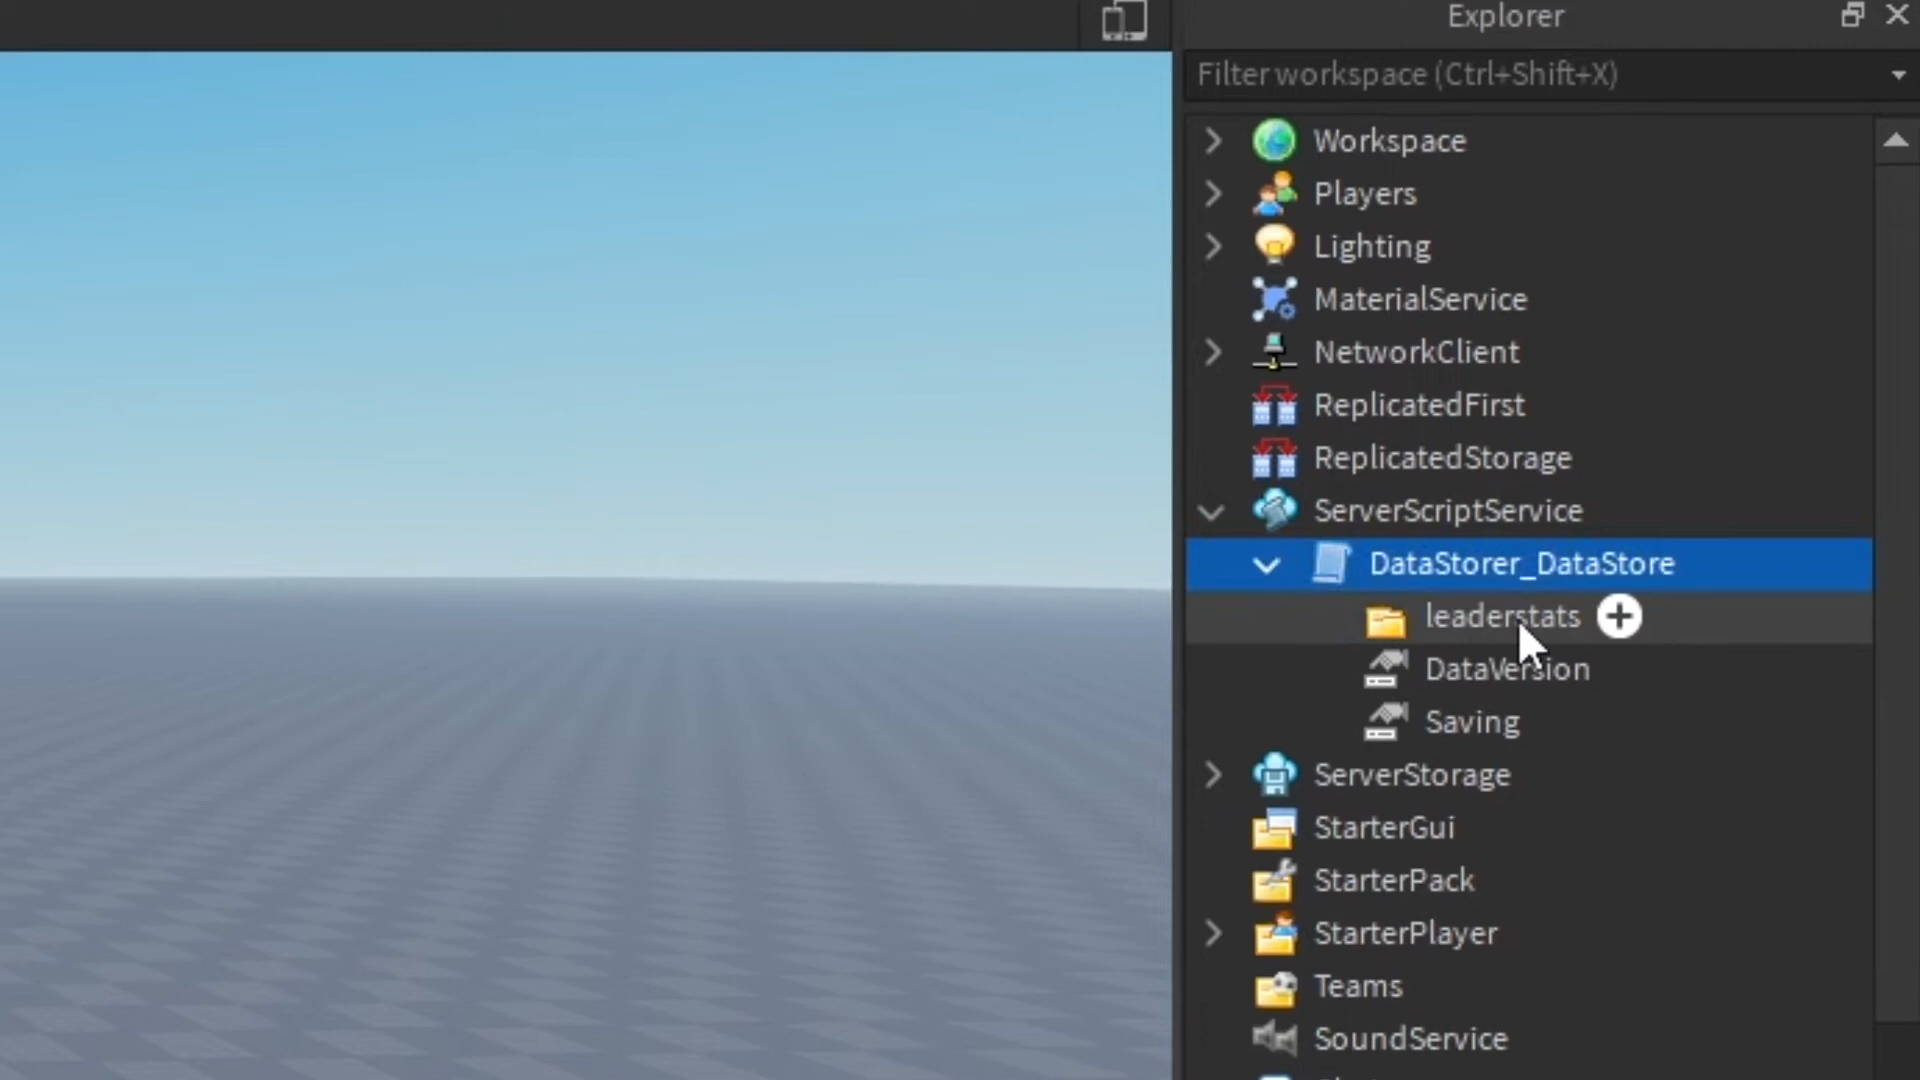 Explorer
Filter workspace (Ctrl+Shift+X)
Workspace
Players
Lighting
MaterialService
NetworkClient
ReplicatedFirst
ReplicatedStorage
ServerScriptService
DataStorer_DataStore
leaderstats
DataVersion
Saving
ServerStorage
StarterGui
StarterPack
StarterPlayer
Teams
SoundService